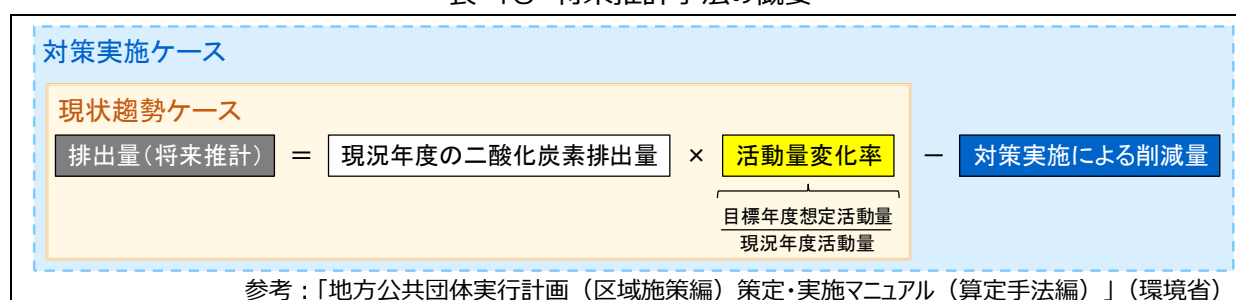 対策実施ケース
現状趨勢ケース
排出量(将来推計) = 現況年度の二酸化炭素排出量 × 活動量変化率 − 対策実施による削減量
目標年度想定活動量
現況年度活動量
参考:「地方公共団体実行計画(区域施策編)策定・実施マニュアル(算定手法編)」(環境省)